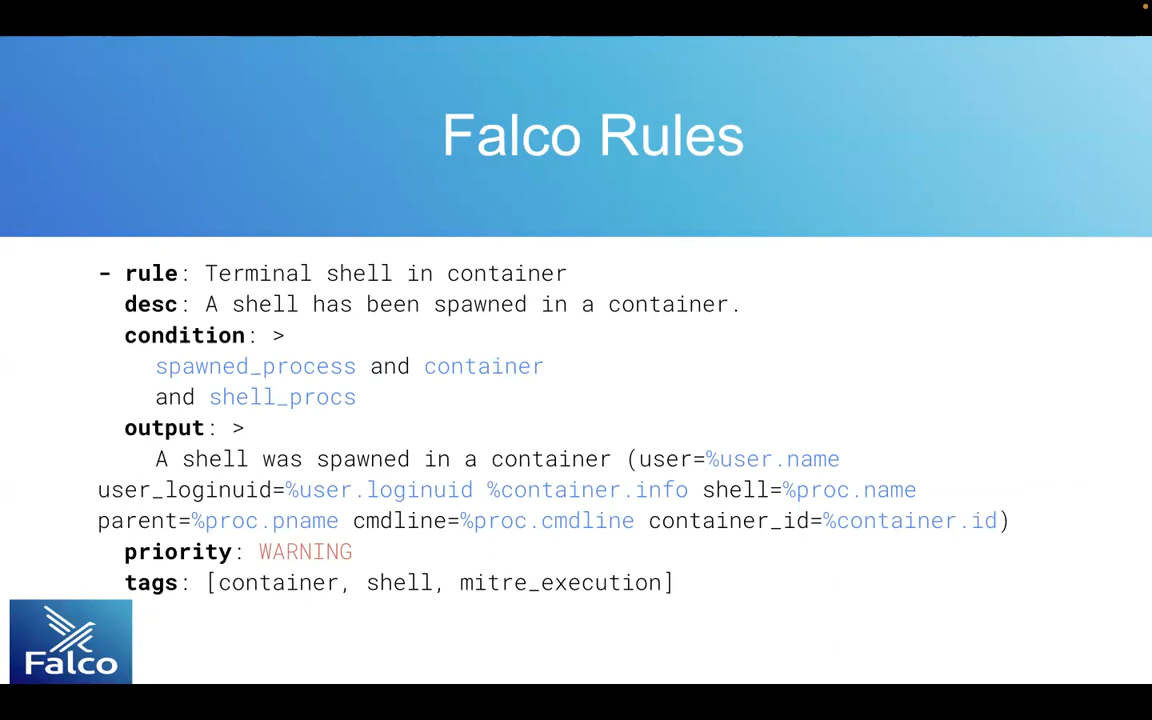 Falco Rules
- rule: Terminal shell in container
desc: A shell has been spawned in a container.
condition: >
spawned_process and container
and shell_procs
output: >
A shell was spawned in a container (user=%user.name
user_loginuid=%user.loginuid %container.info shell=%proc.name
parent=%proc.pname cmdline=%proc.cmdline container_id=%container.id)
priority: WARNING
tags: [container, shell, mitre_execution]
Falco